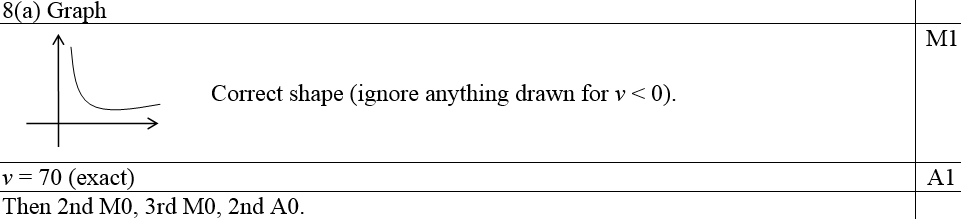 8(a) Graph
M1
Correct shape (ignore anything drawn for v < 0).
v = 70 (exact) A1
Then 2nd M0, 3rd M0, 2nd A0.